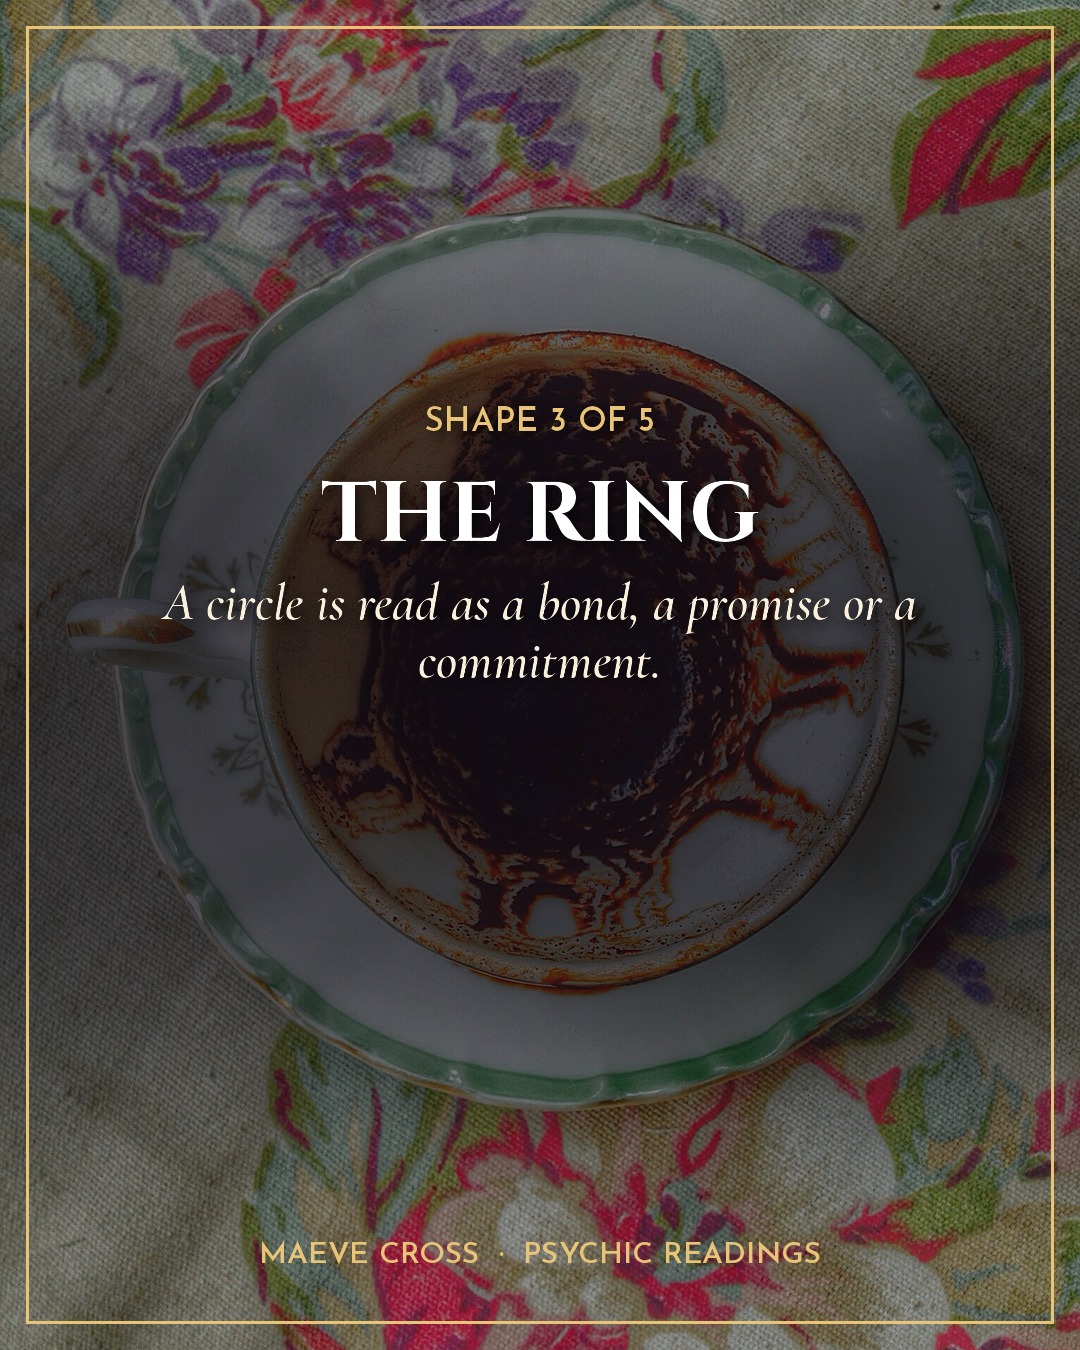 SHAPE 3 OF 5
THE RING
A circle is read as a bond, a promise or a
commitment.
MAEVE CROSS · PSYCHIC READINGS